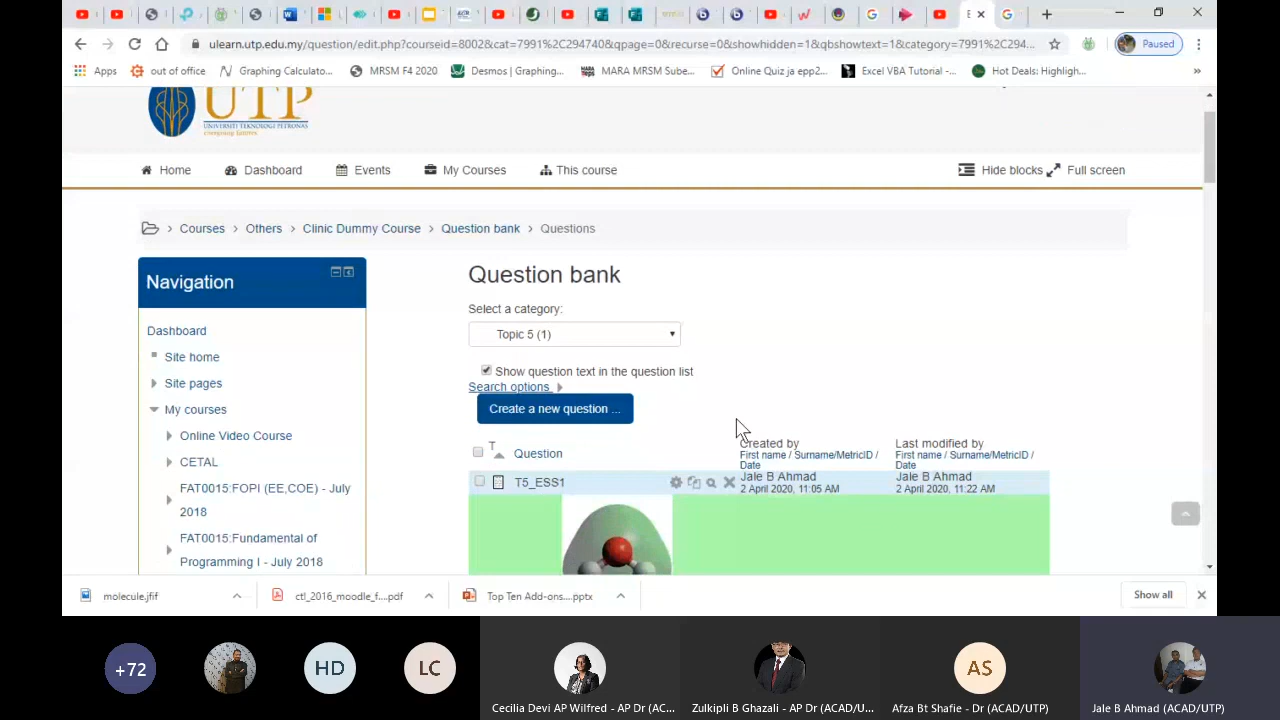 ulearn.utp.edu.my/question/edit.php?courseid=8002&cat=7991%2C294740&qpage=0&recurse=0&showhidden=1&qbshowtext=1&category=7991%2C294...
Paused
Apps
out of office
Graphing Calculato...
MRSM F4 2020
Desmos | Graphing...
MARA MRSM Sube...
Online Quiz ja epp2...
Excel VBA Tutorial -...
Hot Deals: Highligh...
»
UTP
UNIVERSITI TEKNOLOGI PETRONAS
Home
Dashboard
Events
My Courses
This course
Hide blocks
Full screen
Courses
Others
Clinic Dummy Course
Question bank
Questions
Navigation
Dashboard
Site home
Site pages
My courses
Online Video Course
CETAL
FAT0015:FOPI (EE,COE) - July
2018
FAT0015:Fundamental of
Programming I - July 2018
Question bank
Select a category:
Topic 5 (1)
Show question text in the question list
Search options
Create a new question ...
T
Question
Created by
First name / Surname/MetricID /
Date
Last modified by
First name / Surname/MetricID /
Date
T5_ESS1
Jale B Ahmad
2 April 2020, 11:05 AM
Jale B Ahmad
2 April 2020, 11:22 AM
molecule.jfif
ctl_2016_moodle_f....pdf
Top Ten Add-ons....pptx
Show all
+72
HD
LC
AS
Cecilia Devi AP Wilfred - AP Dr (AC...
Zulkipli B Ghazali - AP Dr (ACAD/U...
Afza Bt Shafie - Dr (ACAD/UTP)
Jale B Ahmad (ACAD/UTP)